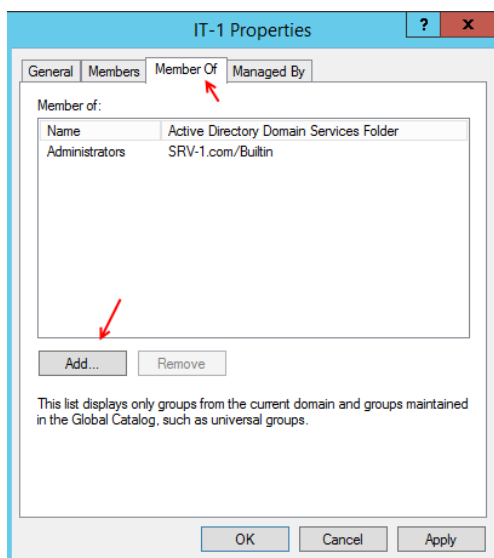 IT-1 Properties
? x
General Members Member Of Managed By
Member of:
Name Active Directory Domain Services Folder
Administrators SRV-1.com/Builtin
Add... Remove
This list displays only groups from the current domain and groups maintained
in the Global Catalog, such as universal groups.
OK Cancel Apply